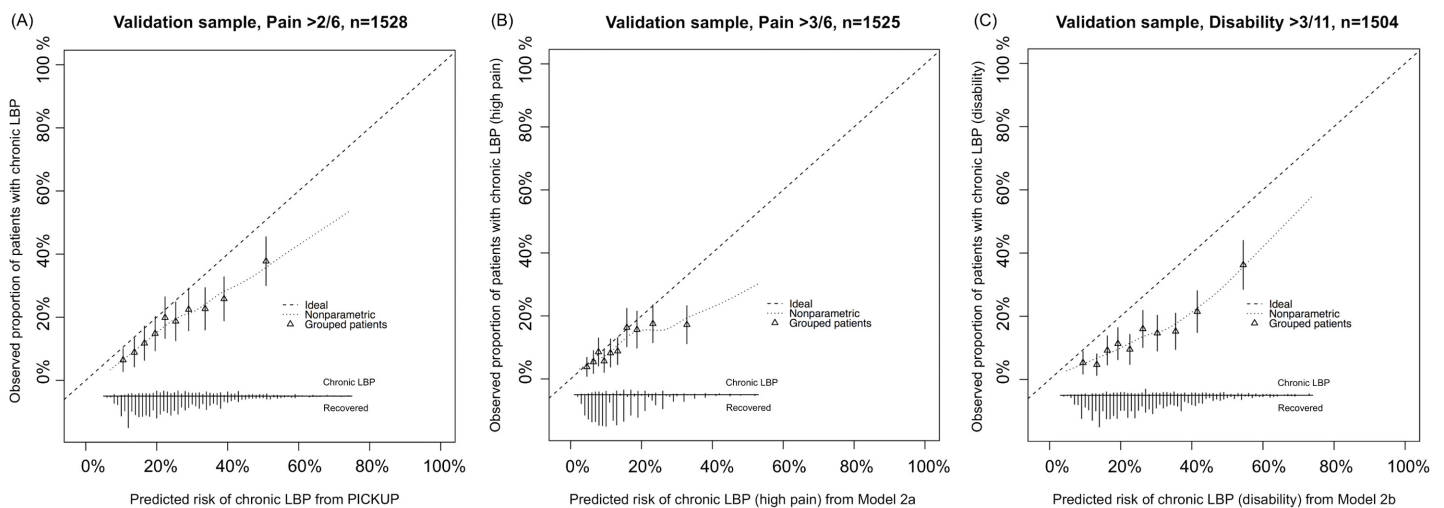 (A)
Validation sample, Pain >2/6, n=1528
Observed proportion of patients with chronic LBP
100 %
80%
60%
40%
20%
0%
Ideal
Nonparametric
Grouped patients
Chronic LBP
Recovered
0% 20% 40% 60% 80% 100%
Predicted risk of chronic LBP from PICKUP
(B)
Validation sample, Pain >3/6, n=1525
Observed proportion of patients with chronic LBP (high pain)
100 %
80%
60%
40%
20%
0%
Ideal
Nonparametric
Grouped patients
Chronic LBP
Recovered
0% 20% 40% 60% 80% 100%
Predicted risk of chronic LBP (high pain) from Model 2a
(C)
Validation sample, Disability >3/11, n=1504
Observed proportion of patients with chronic LBP (disability)
100 %
80%
60%
40%
20%
0%
Ideal
Nonparametric
Grouped patients
Chronic LBP
Recovered
0% 20% 40% 60% 80% 100%
Predicted risk of chronic LBP (disability) from Model 2b